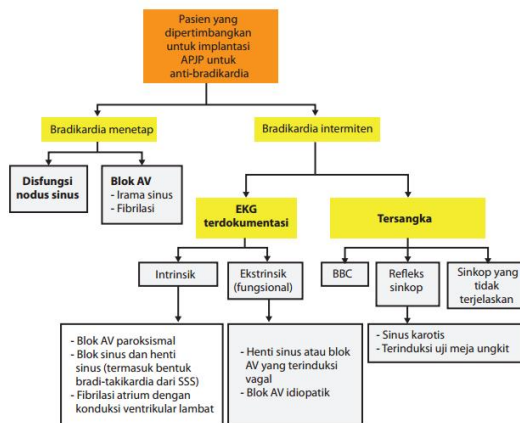 Pasien yang
dipertimbangkan
untuk implantasi
APJP untuk
anti-bradikardia
Bradikardia menetap
Bradikardia intermiten
Disfungsi
nodus sinus
Blok AV
- Irama sinus
- Fibrilasi
EKG
terdokumentasi
Tersangka
Intrinsik
Ekstrinsik
(fungsional)
BBC
Refleks
sinkop
Sinkop yang
tidak
terjelaskan
- Blok AV paroksismal
- Blok sinus dan henti
sinus (termasuk bentuk
bradi-takikardia dari SSS)
- Fibrilasi atrium dengan
konduksi ventrikular lambat
- Henti sinus atau blok
AV yang terinduksi
vagal
- Blok AV idiopatik
- Sinus karotis
- Terinduksi uji meja ungkit